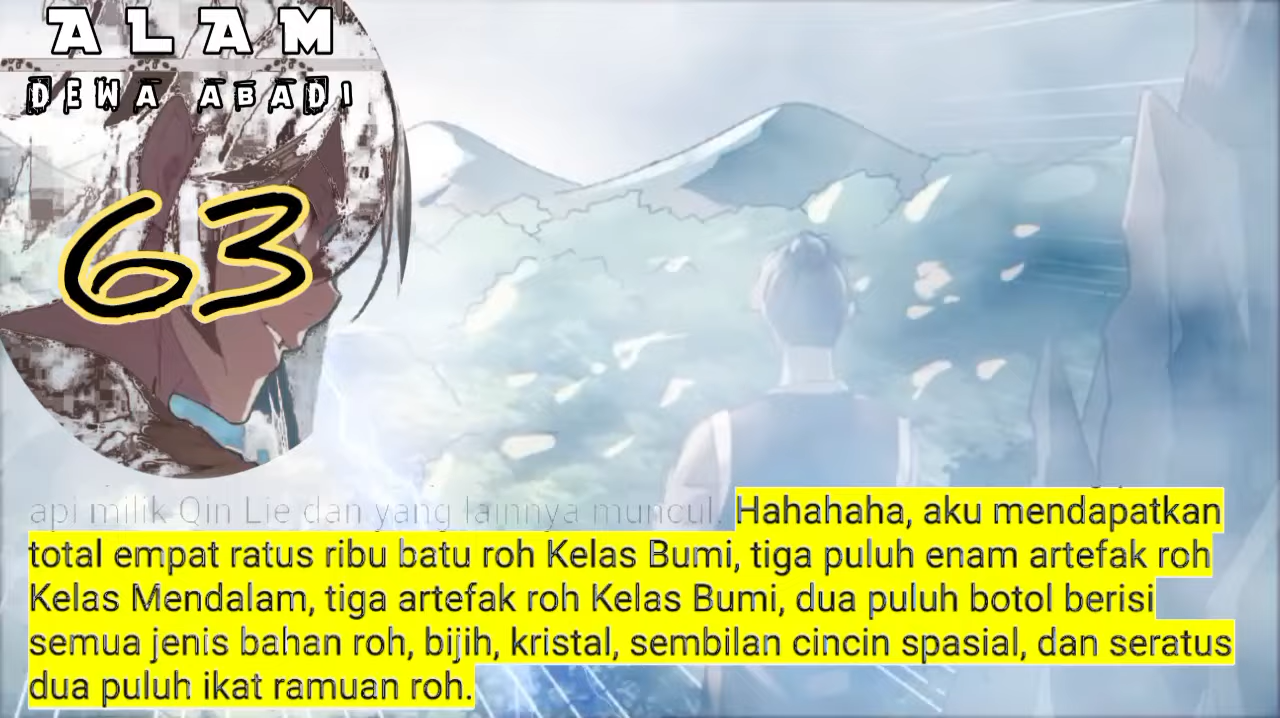 ALAM
DEWA ABADI
63
api milik Qin Lie dan yang lainnya muncul. Hahahaha, aku mendapatkan
total empat ratus ribu batu roh Kelas Bumi, tiga puluh enam artefak roh
Kelas Mendalam, tiga artefak roh Kelas Bumi, dua puluh botol berisi
semua jenis bahan roh, bijih, kristal, sembilan cincin spasial, dan seratus
dua puluh ikat ramuan roh.